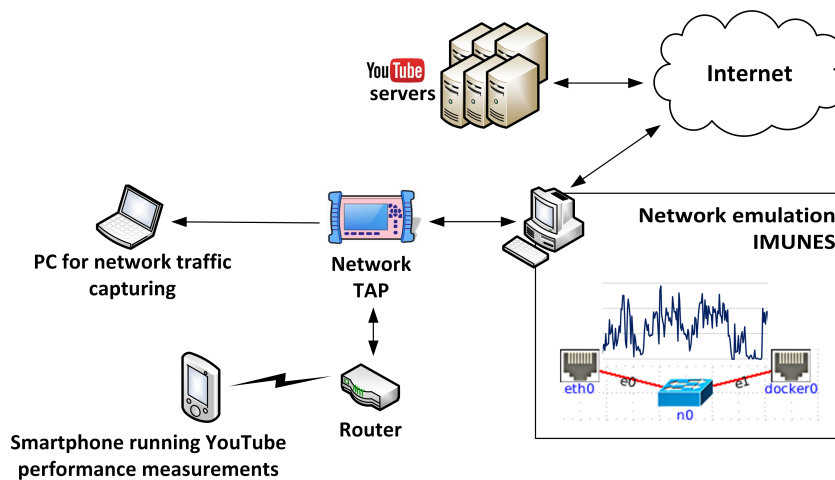 YouTube
servers
Internet
Network emulation
IMUNES
PC for network traffic
capturing
Network
TAP
eth0
e0
e1
docker0
n0
Router
Smartphone running YouTube
performance measurements